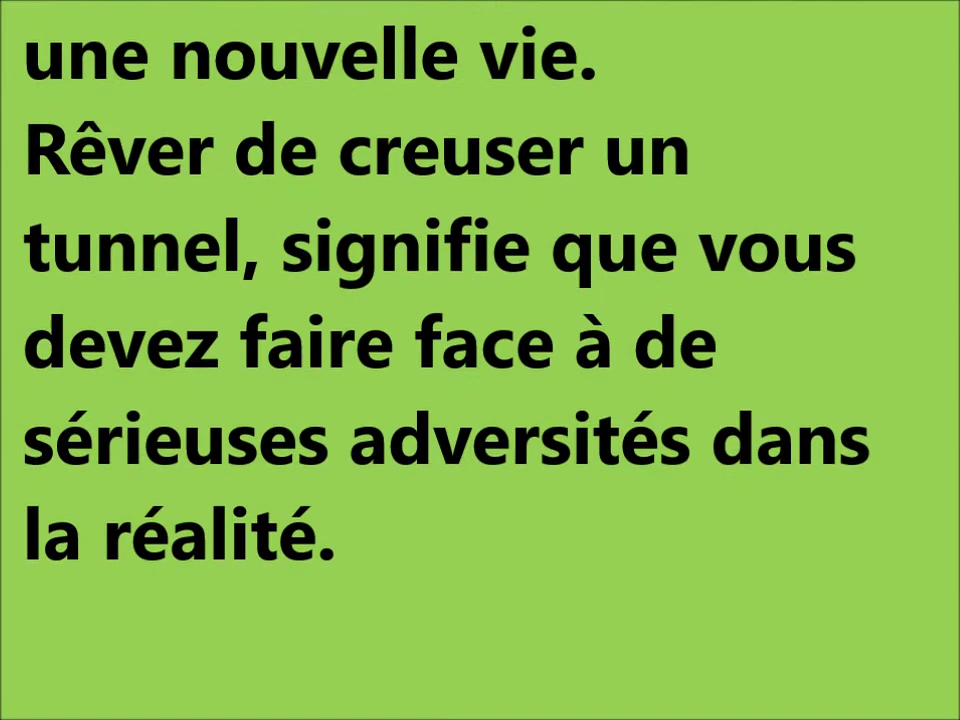 une nouvelle vie.
Rêver de creuser un
tunnel, signifie que vous
devez faire face à de
sérieuses adversités dans
la réalité.